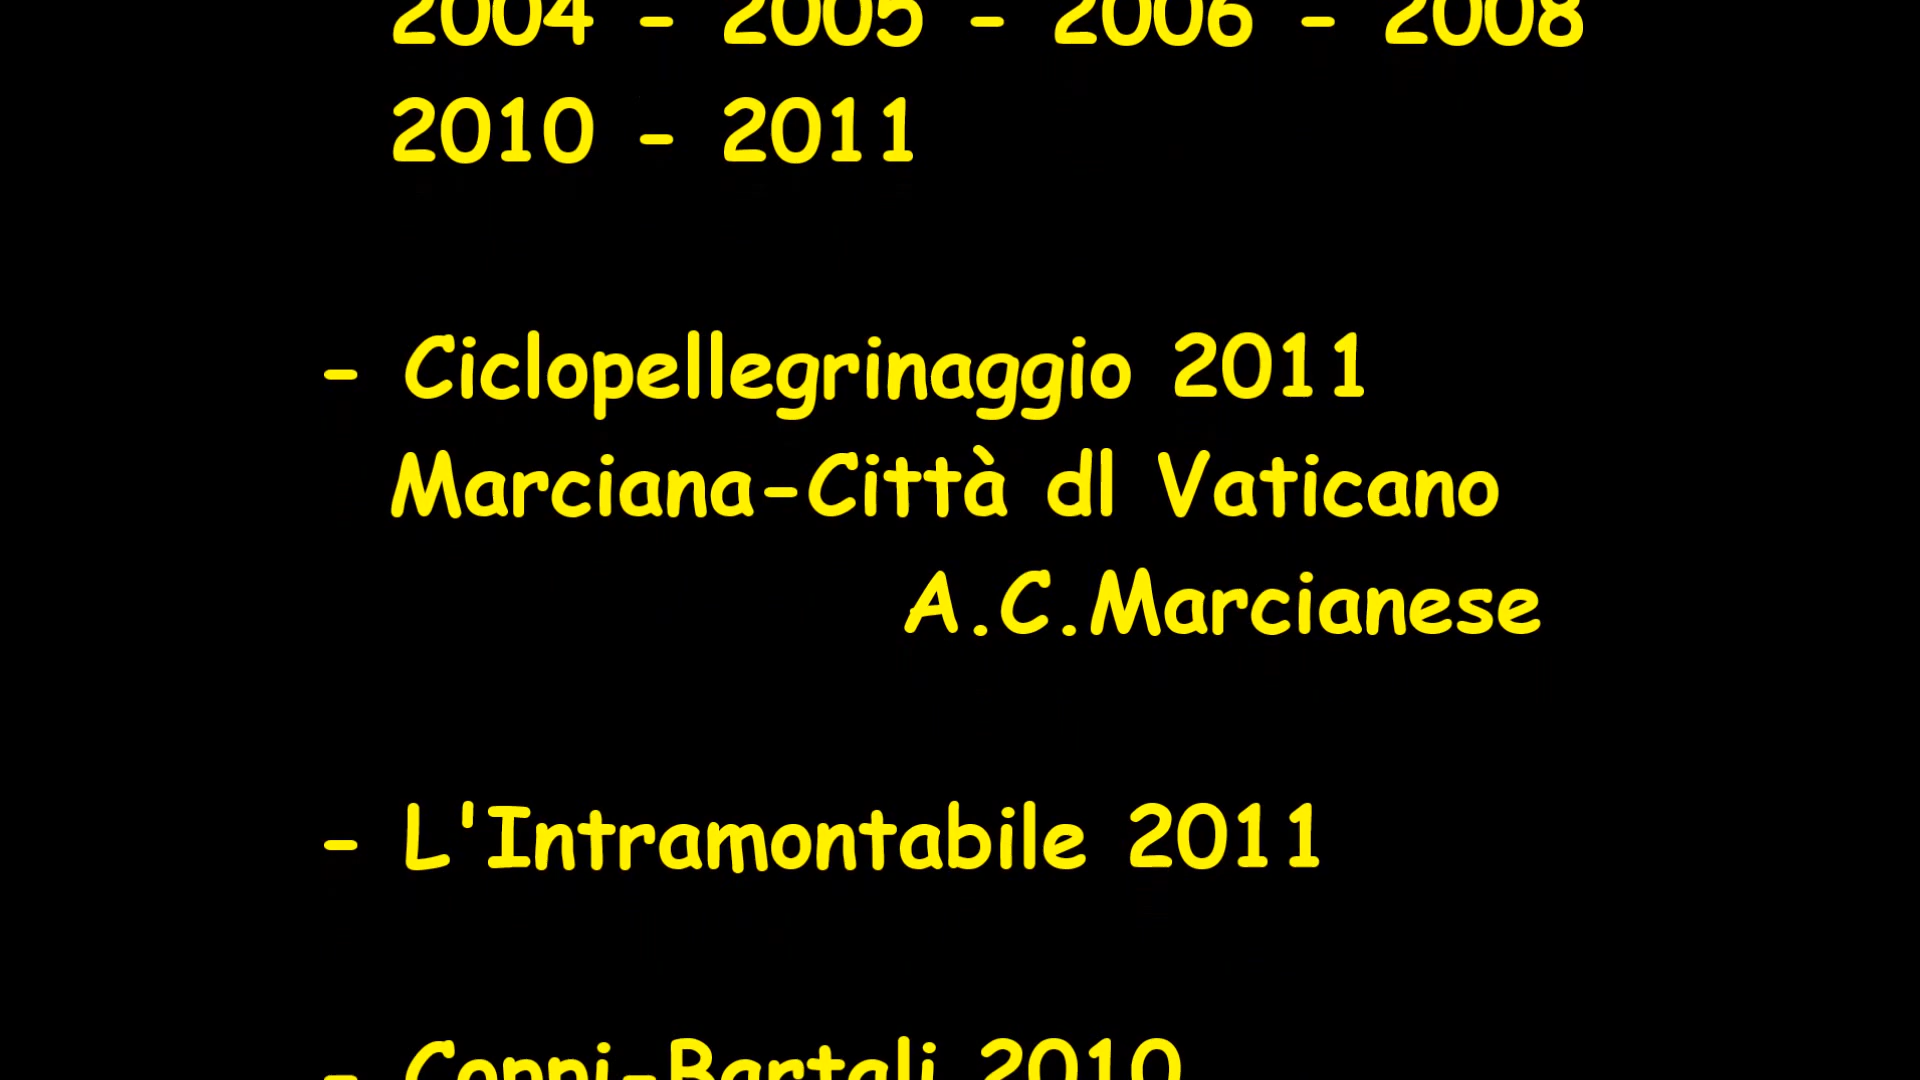 2004 - 2005 - 2006 - 2008
2010 - 2011
- Ciclopellegrinaggio 2011
Marciana-Città dl Vaticano
A.C.Marcianese
- L'Intramontabile 2011
- Coppi-Bartali 2010